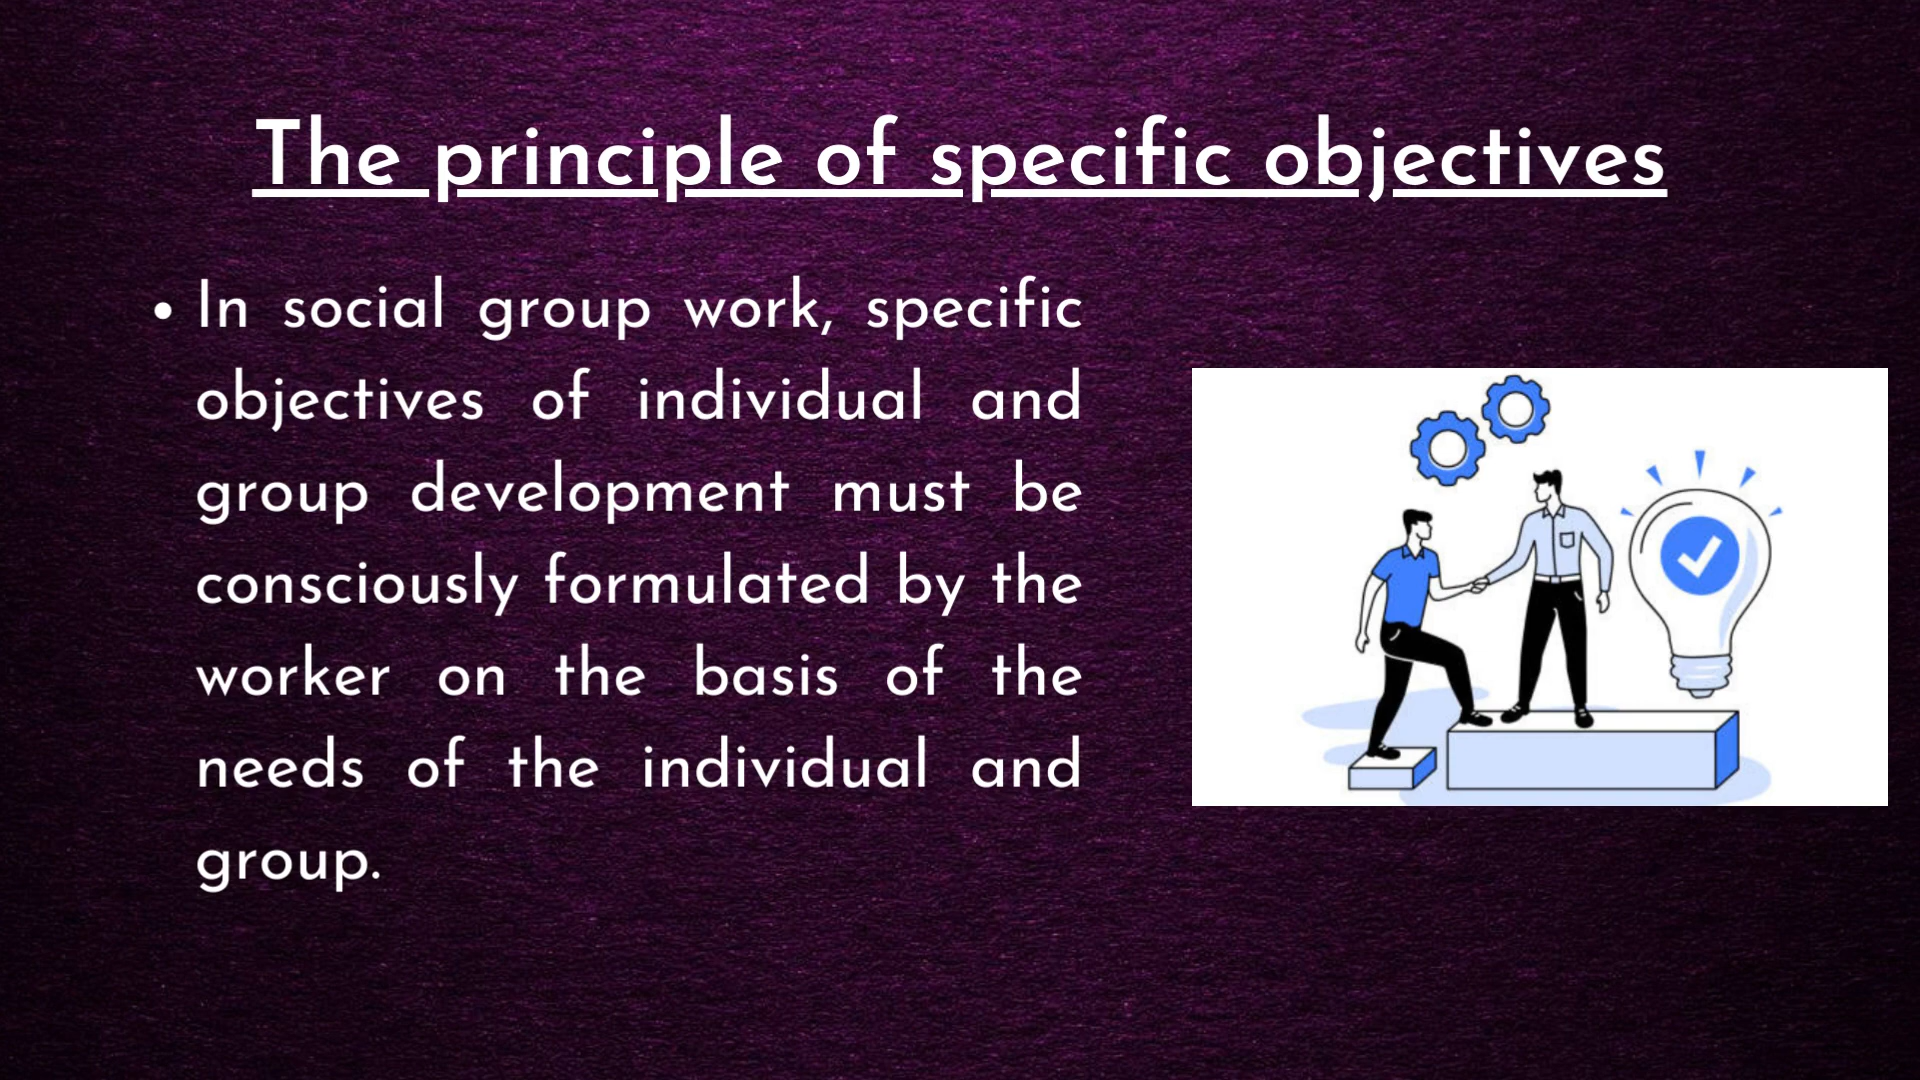 The principle of specific objectives
• In social group work, specific
objectives of individual and
group development must be
consciously formulated by the
worker on the basis of the
needs of the individual and
group.